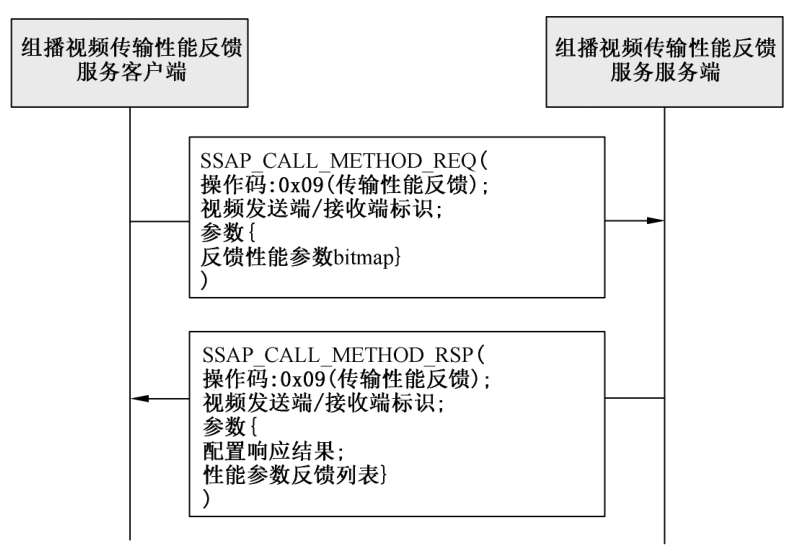 组播视频传输性能反馈
服务客户端
组播视频传输性能反馈
服务服务端
SSAP_CALL_METHOD_REQ(
操作码:0x09(传输性能反馈);
视频发送端/接收端标识;
参数{
反馈性能参数bitmap}
)
SSAP_CALL_METHOD_RSP(
操作码:0x09(传输性能反馈);
视频发送端/接收端标识;
参数{
配置响应结果;
性能参数反馈列表}
)